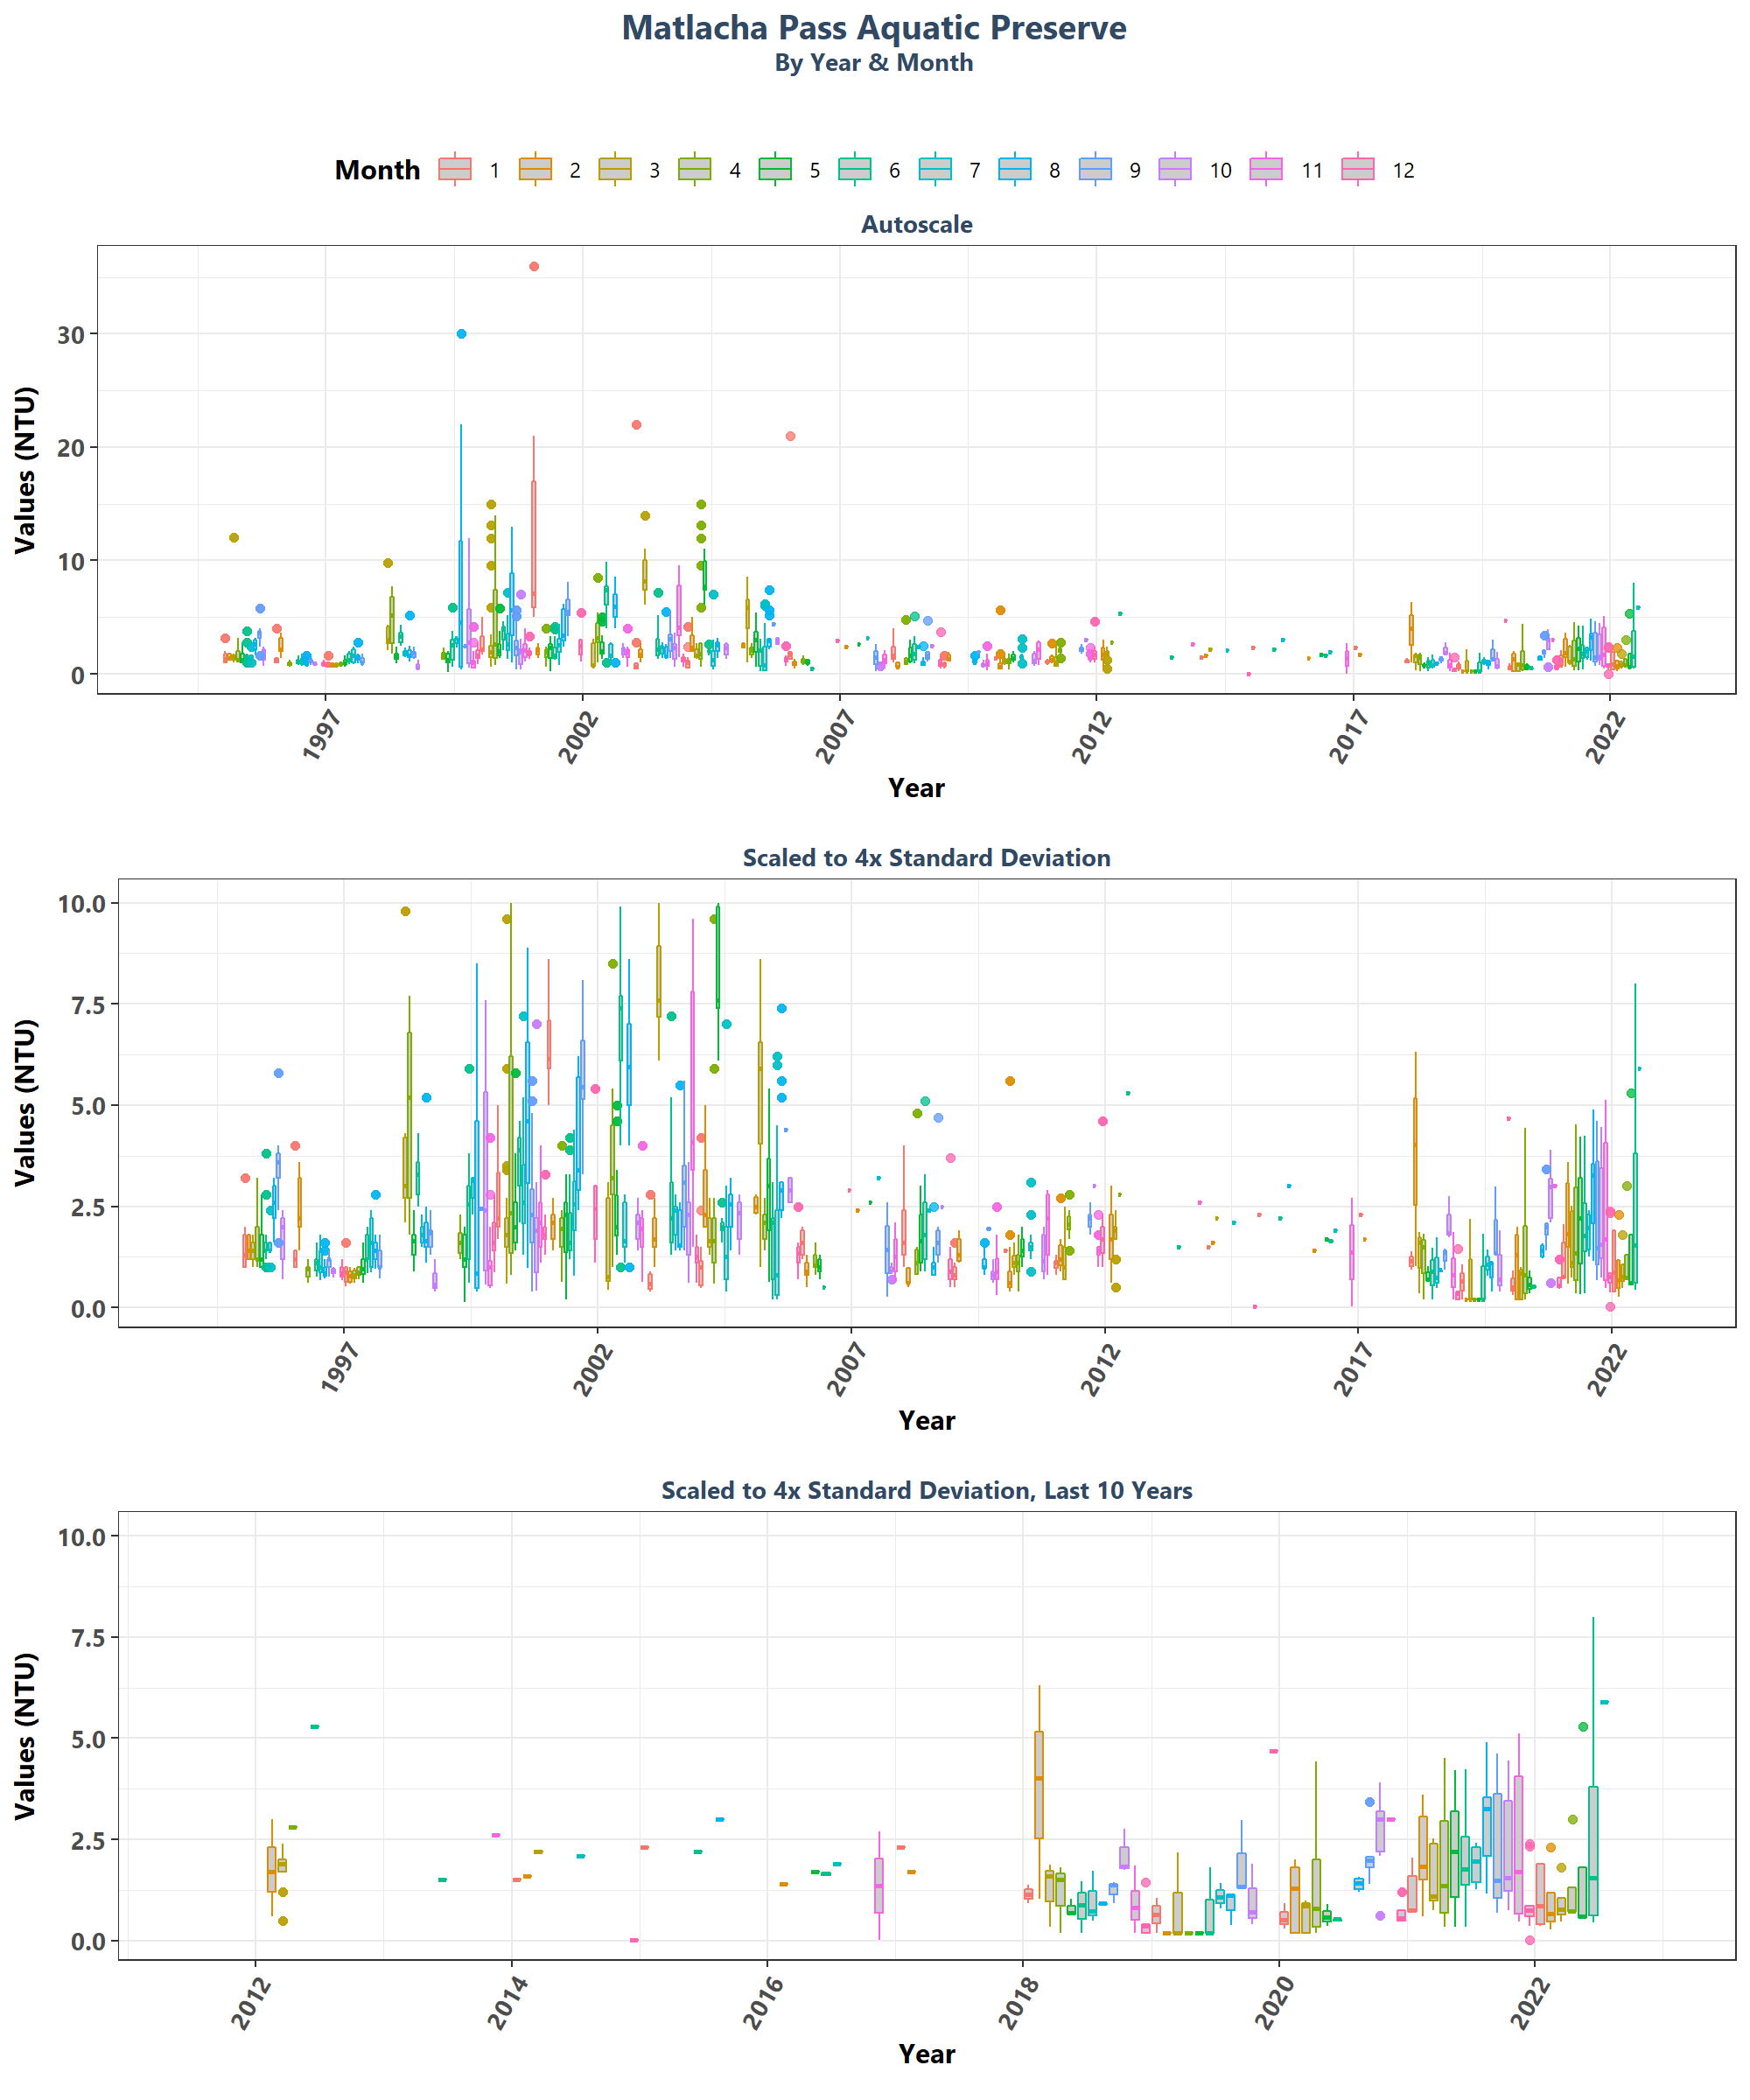 Matlacha Pass Aquatic Preserve
By Year & Month
Month 1 2 3 4 5 6 7 8 9 10 11 12
Autoscale
Values (NTU)
30
20
10
0
1997 2002 2007 2012 2017 2022
Year
Scaled to 4x Standard Deviation
Values (NTU)
10.0
7.5
5.0
2.5
0.0
1997 2002 2007 2012 2017 2022
Year
Scaled to 4x Standard Deviation, Last 10 Years
Values (NTU)
10.0
7.5
5.0
2.5
0.0
2012 2014 2016 2018 2020 2022
Year